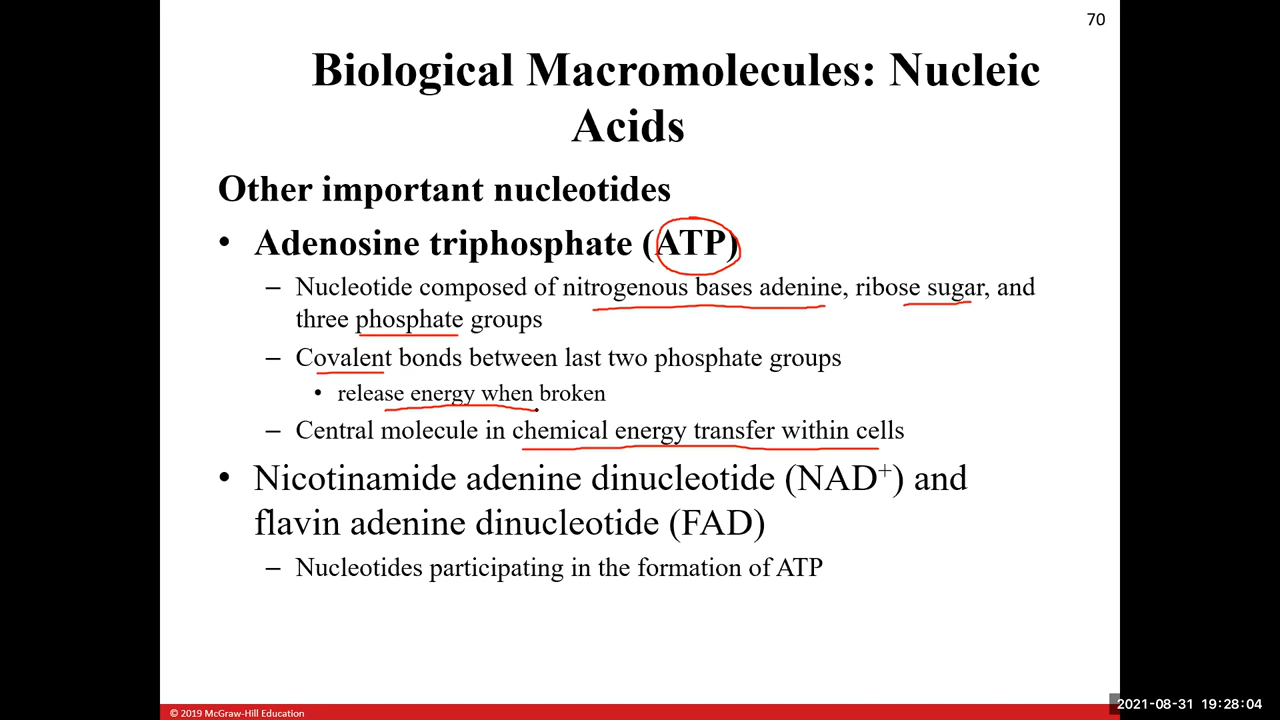 70
Biological Macromolecules: Nucleic
Acids
Other important nucleotides
• Adenosine triphosphate (ATP)
– Nucleotide composed of nitrogenous bases adenine, ribose sugar, and
three phosphate groups
– Covalent bonds between last two phosphate groups
• release energy when broken
– Central molecule in chemical energy transfer within cells
• Nicotinamide adenine dinucleotide (NAD⁺) and
flavin adenine dinucleotide (FAD)
– Nucleotides participating in the formation of ATP
© 2019 McGraw-Hill Education
2021-08-31 19:28:04